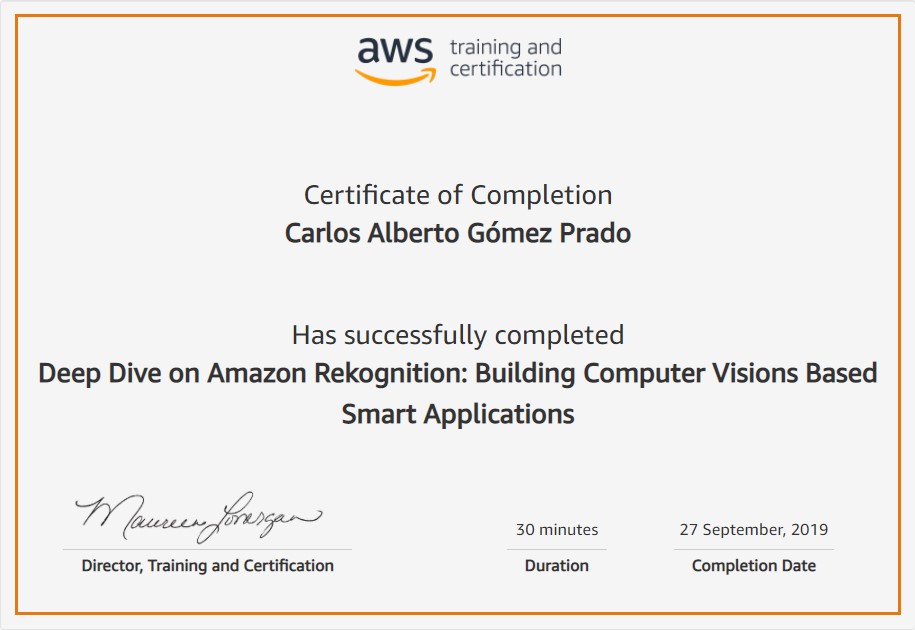 aws training and
certification
Certificate of Completion
Carlos Alberto Gómez Prado
Has successfully completed
Deep Dive on Amazon Rekognition: Building Computer Visions Based
Smart Applications
Maureen Lonergan
30 minutes
27 September, 2019
Director, Training and Certification
Duration
Completion Date